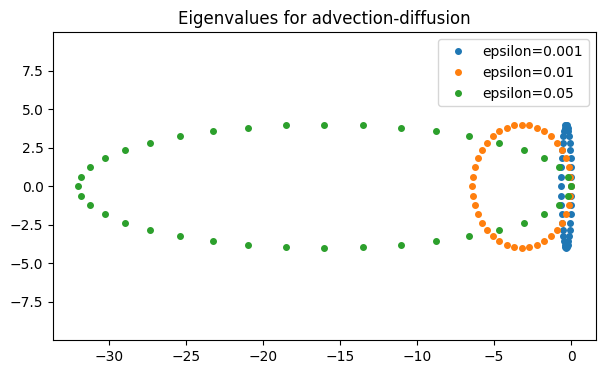 Eigenvalues for advection-diffusion
epsilon=0.001
epsilon=0.01
epsilon=0.05
7.5
5.0
2.5
0.0
−2.5
−5.0
−7.5
−30 −25 −20 −15 −10 −5 0